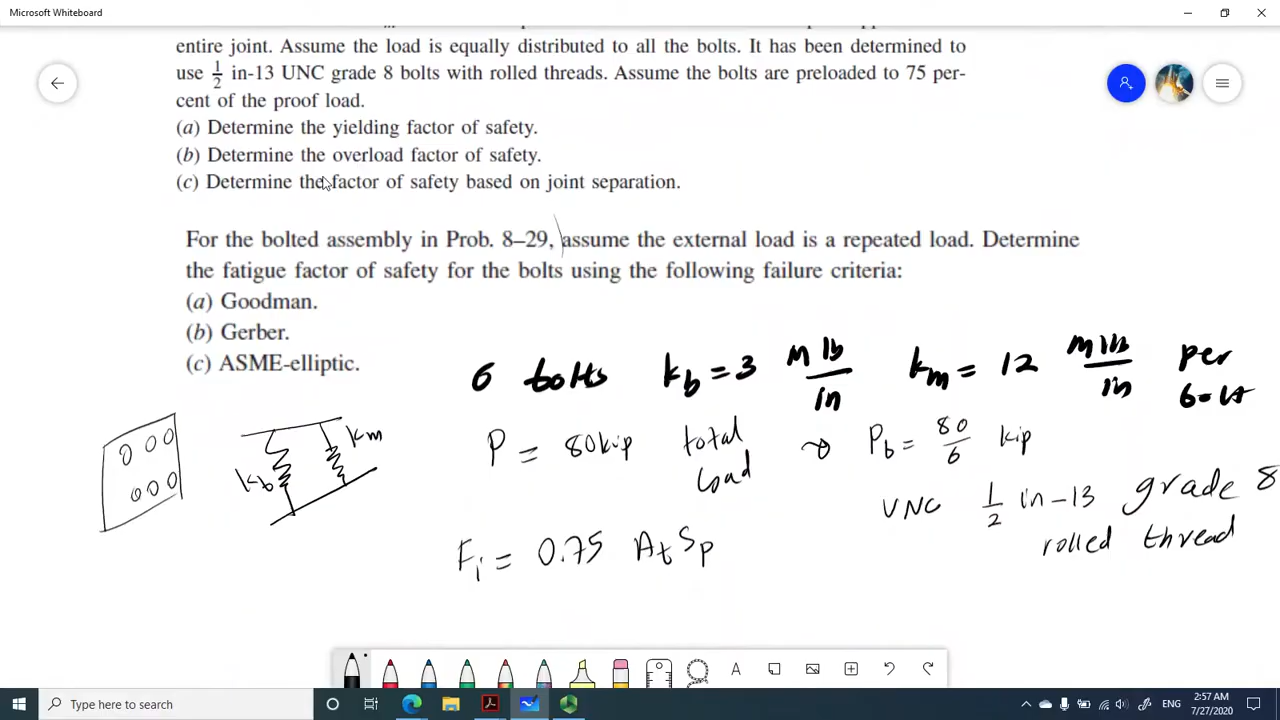 Microsoft Whiteboard
entire joint. Assume the load is equally distributed to all the bolts. It has been determined to
use 1/2 in-13 UNC grade 8 bolts with rolled threads. Assume the bolts are preloaded to 75 per-
cent of the proof load.
(a) Determine the yielding factor of safety.
(b) Determine the overload factor of safety.
(c) Determine the factor of safety based on joint separation.
For the bolted assembly in Prob. 8–29, assume the external load is a repeated load. Determine
the fatigue factor of safety for the bolts using the following failure criteria:
(a) Goodman.
(b) Gerber.
(c) ASME-elliptic.
6 bolts kb = 3 Mlb/in km = 12 Mlb/in per
bolt
kb km
P = 80kip total load → Pb = 80/6 kip
UNC 1/2 in-13 grade 8
rolled thread
Fi = 0.75 At Sp
A
Type here to search
ENG
2:57 AM
7/27/2020